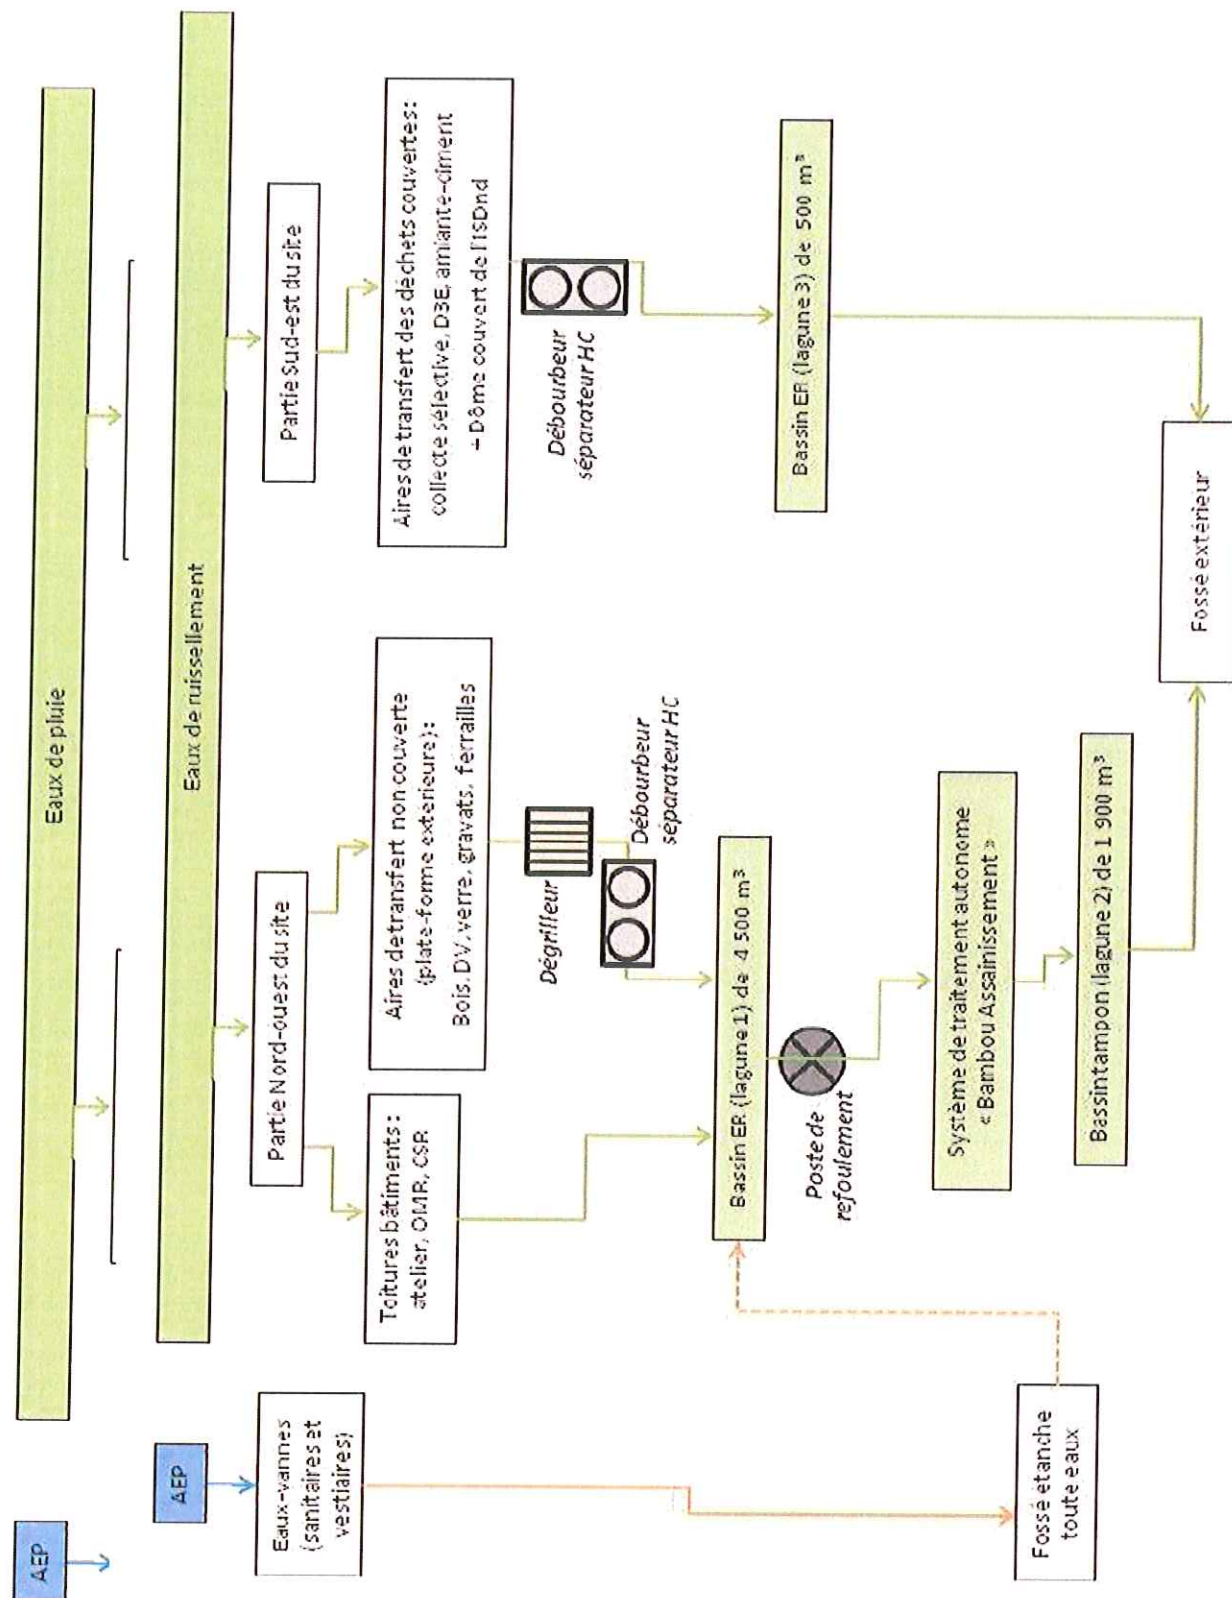 AEP
Eaux de pluie
AEP
Eaux de ruissellement
Eaux-vannes
(sanitaires et
vestiaires)
Partie Nord-ouest du site
Partie Sud-est du site
Toitures bâtiments :
atelier, OMR, CSR
Aires de transfert non couverte
(plate-forme extérieure):
Bois, DV, verre, gravats, ferrailles
Aires de transfert des déchets couvertes:
collecte sélective, D3E, amiante-ciment
+ Dôme couvert de l'ISDnd
Dégrilleur
Débourbeur
séparateur HC
Débourbeur
séparateur HC
Bassin ER (lagune 1) de 4 500 m³
Bassin ER (lagune 3) de 500 m³
Poste de
refoulement
Système de traitement autonome
« Bambou Assainissement »
Fossé étanche
toute eaux
Bassin tampon (lagune 2) de 1 900 m³
Fossé extérieur